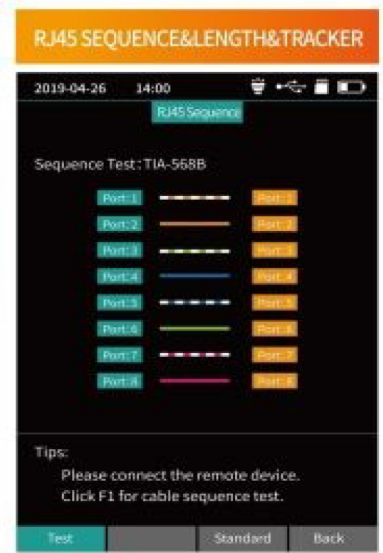 RJ45 SEQUENCE&LENGTH&TRACKER
2019-04-26 14:00
RJ45 Sequence
Sequence Test:TIA-568B
Port:1 Port:1
Port:2 Port:2
Port:3 Port:3
Port:4 Port:4
Port:5 Port:5
Port:6 Port:6
Port:7 Port:7
Port:8 Port:8
Tips:
Please connect the remote device.
Click F1 for cable sequence test.
Test Standard Back